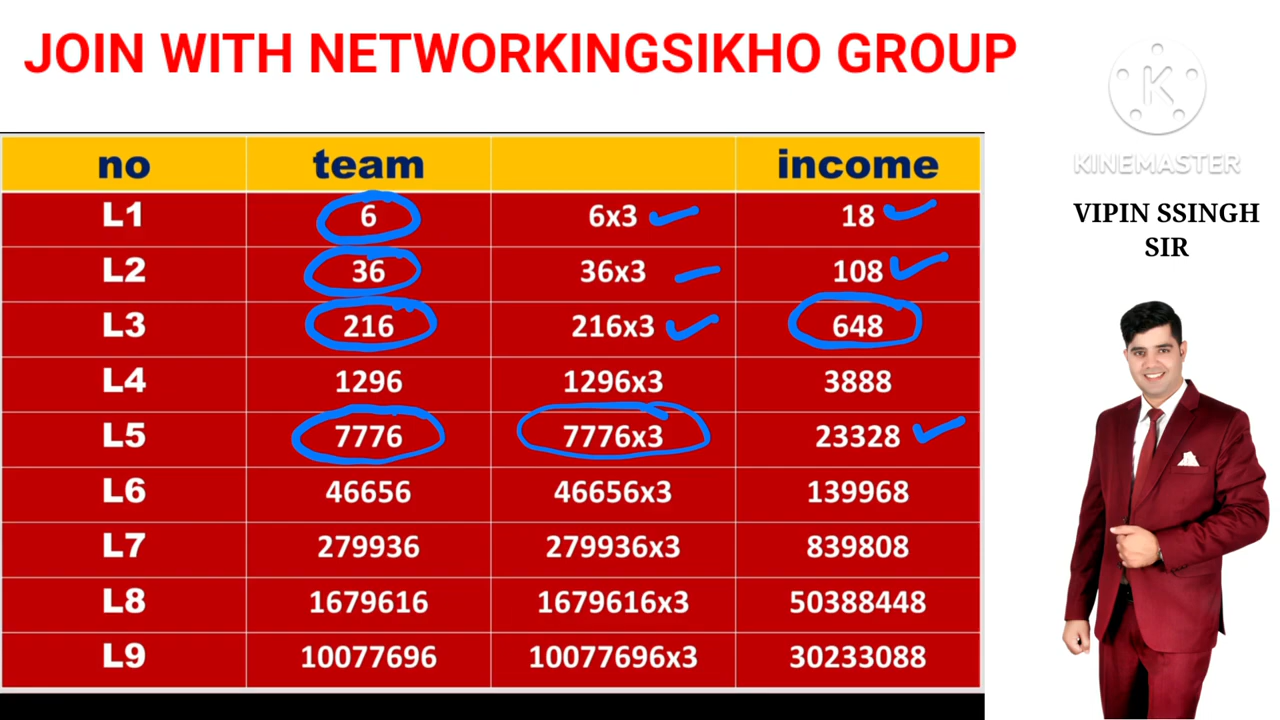 JOIN WITH NETWORKINGSIKHO GROUP
K
KINEMASTER
VIPIN SSINGH
SIR
no team income
L1 6 6x3 18
L2 36 36x3 108
L3 216 216x3 648
L4 1296 1296x3 3888
L5 7776 7776x3 23328
L6 46656 46656x3 139968
L7 279936 279936x3 839808
L8 1679616 1679616x3 50388448
L9 10077696 10077696x3 30233088